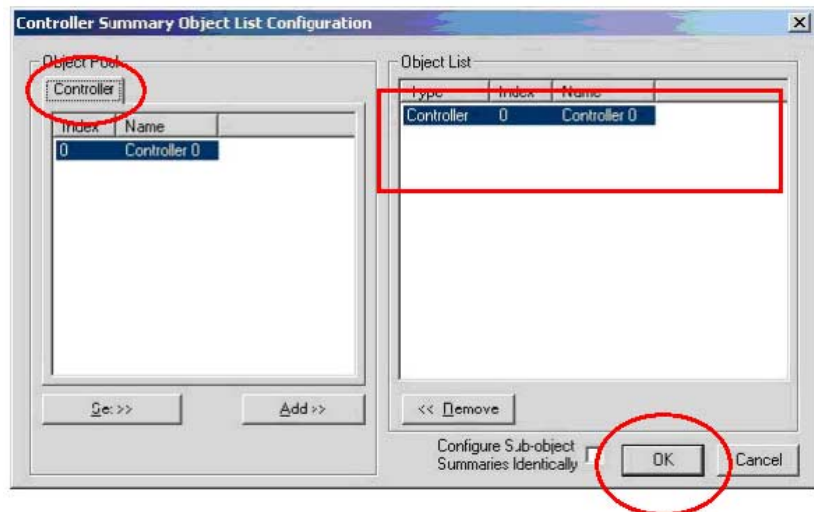 Controller Summary Object List Configuration
Object Pool
Controller
Index Name
0 Controller 0
Set >>
Add >>
Object List
Type Index Name
Controller 0 Controller 0
<< Remove
Configure Sub-object
Summaries Identically
OK
Cancel